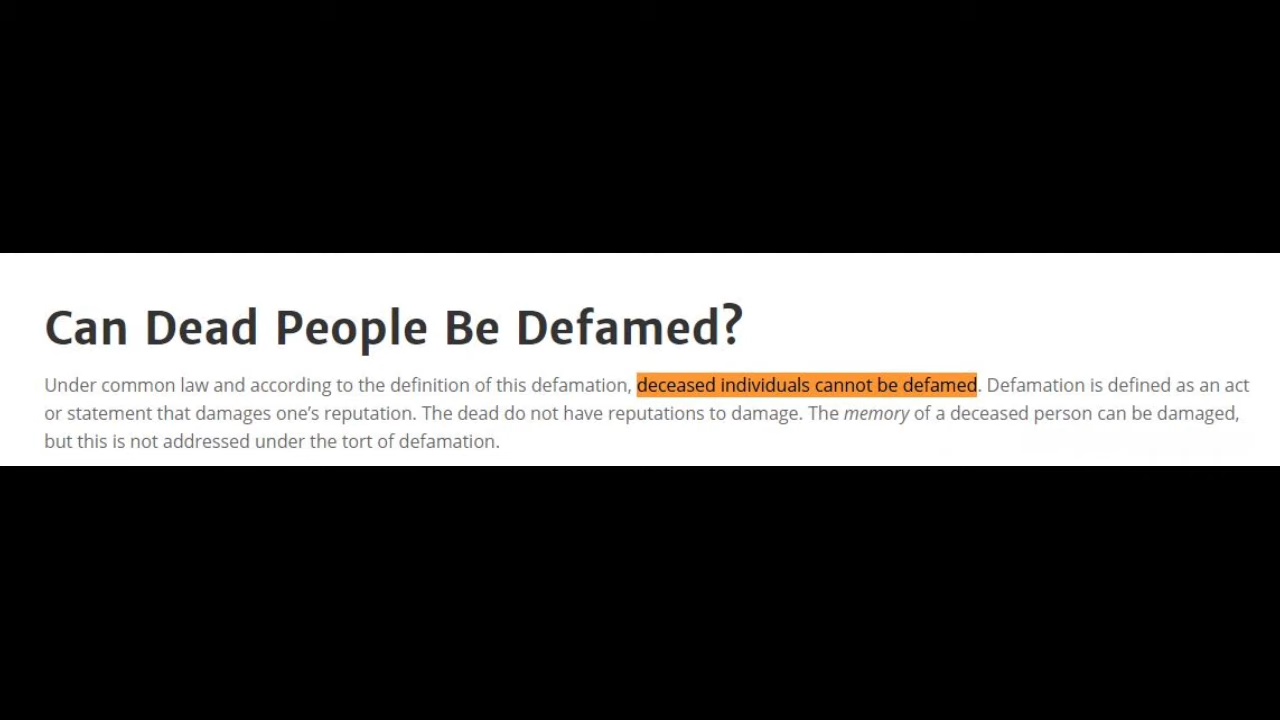 Can Dead People Be Defamed?
Under common law and according to the definition of this defamation, deceased individuals cannot be defamed. Defamation is defined as an act
or statement that damages one’s reputation. The dead do not have reputations to damage. The memory of a deceased person can be damaged,
but this is not addressed under the tort of defamation.